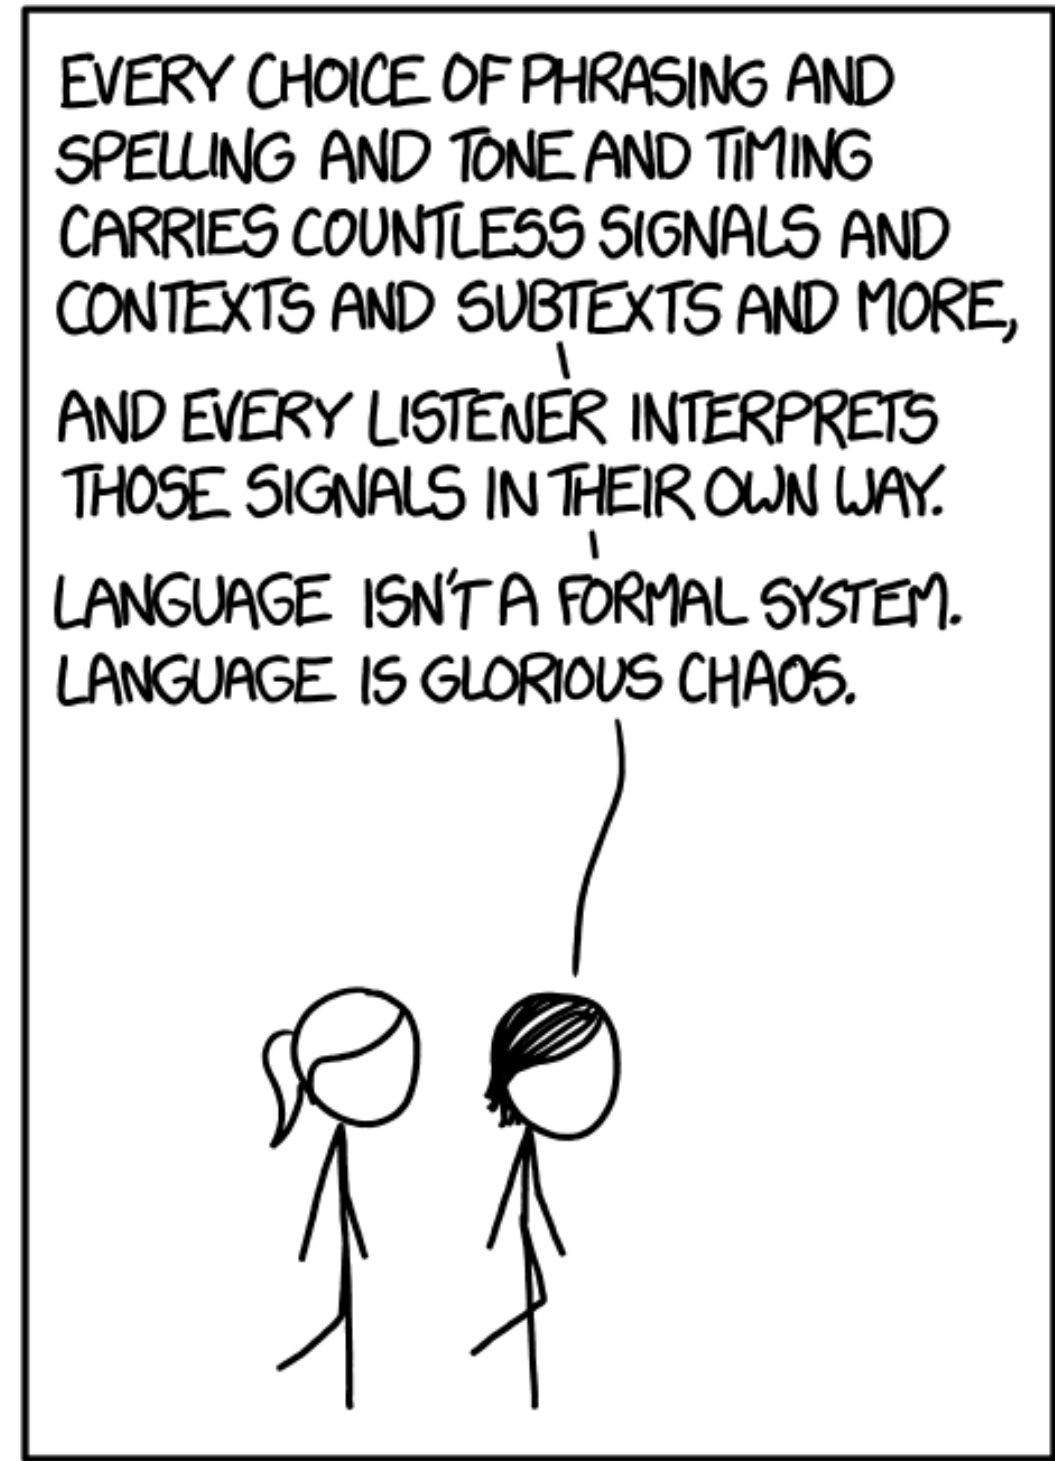 EVERY CHOICE OF PHRASING AND
SPELLING AND TONE AND TIMING
CARRIES COUNTLESS SIGNALS AND
CONTEXTS AND SUBTEXTS AND MORE,
AND EVERY LISTENER INTERPRETS
THOSE SIGNALS IN THEIR OWN WAY.
LANGUAGE ISN'T A FORMAL SYSTEM.
LANGUAGE IS GLORIOUS CHAOS.